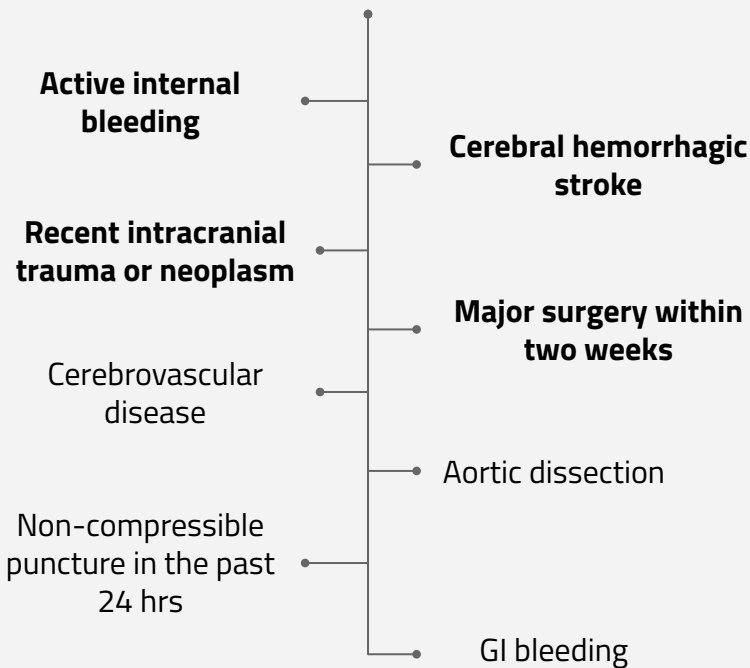 Active internal
bleeding
Cerebral hemorrhagic
stroke
Recent intracranial
trauma or neoplasm
Major surgery within
two weeks
Cerebrovascular
disease
Aortic dissection
Non-compressible
puncture in the past
24 hrs
GI bleeding